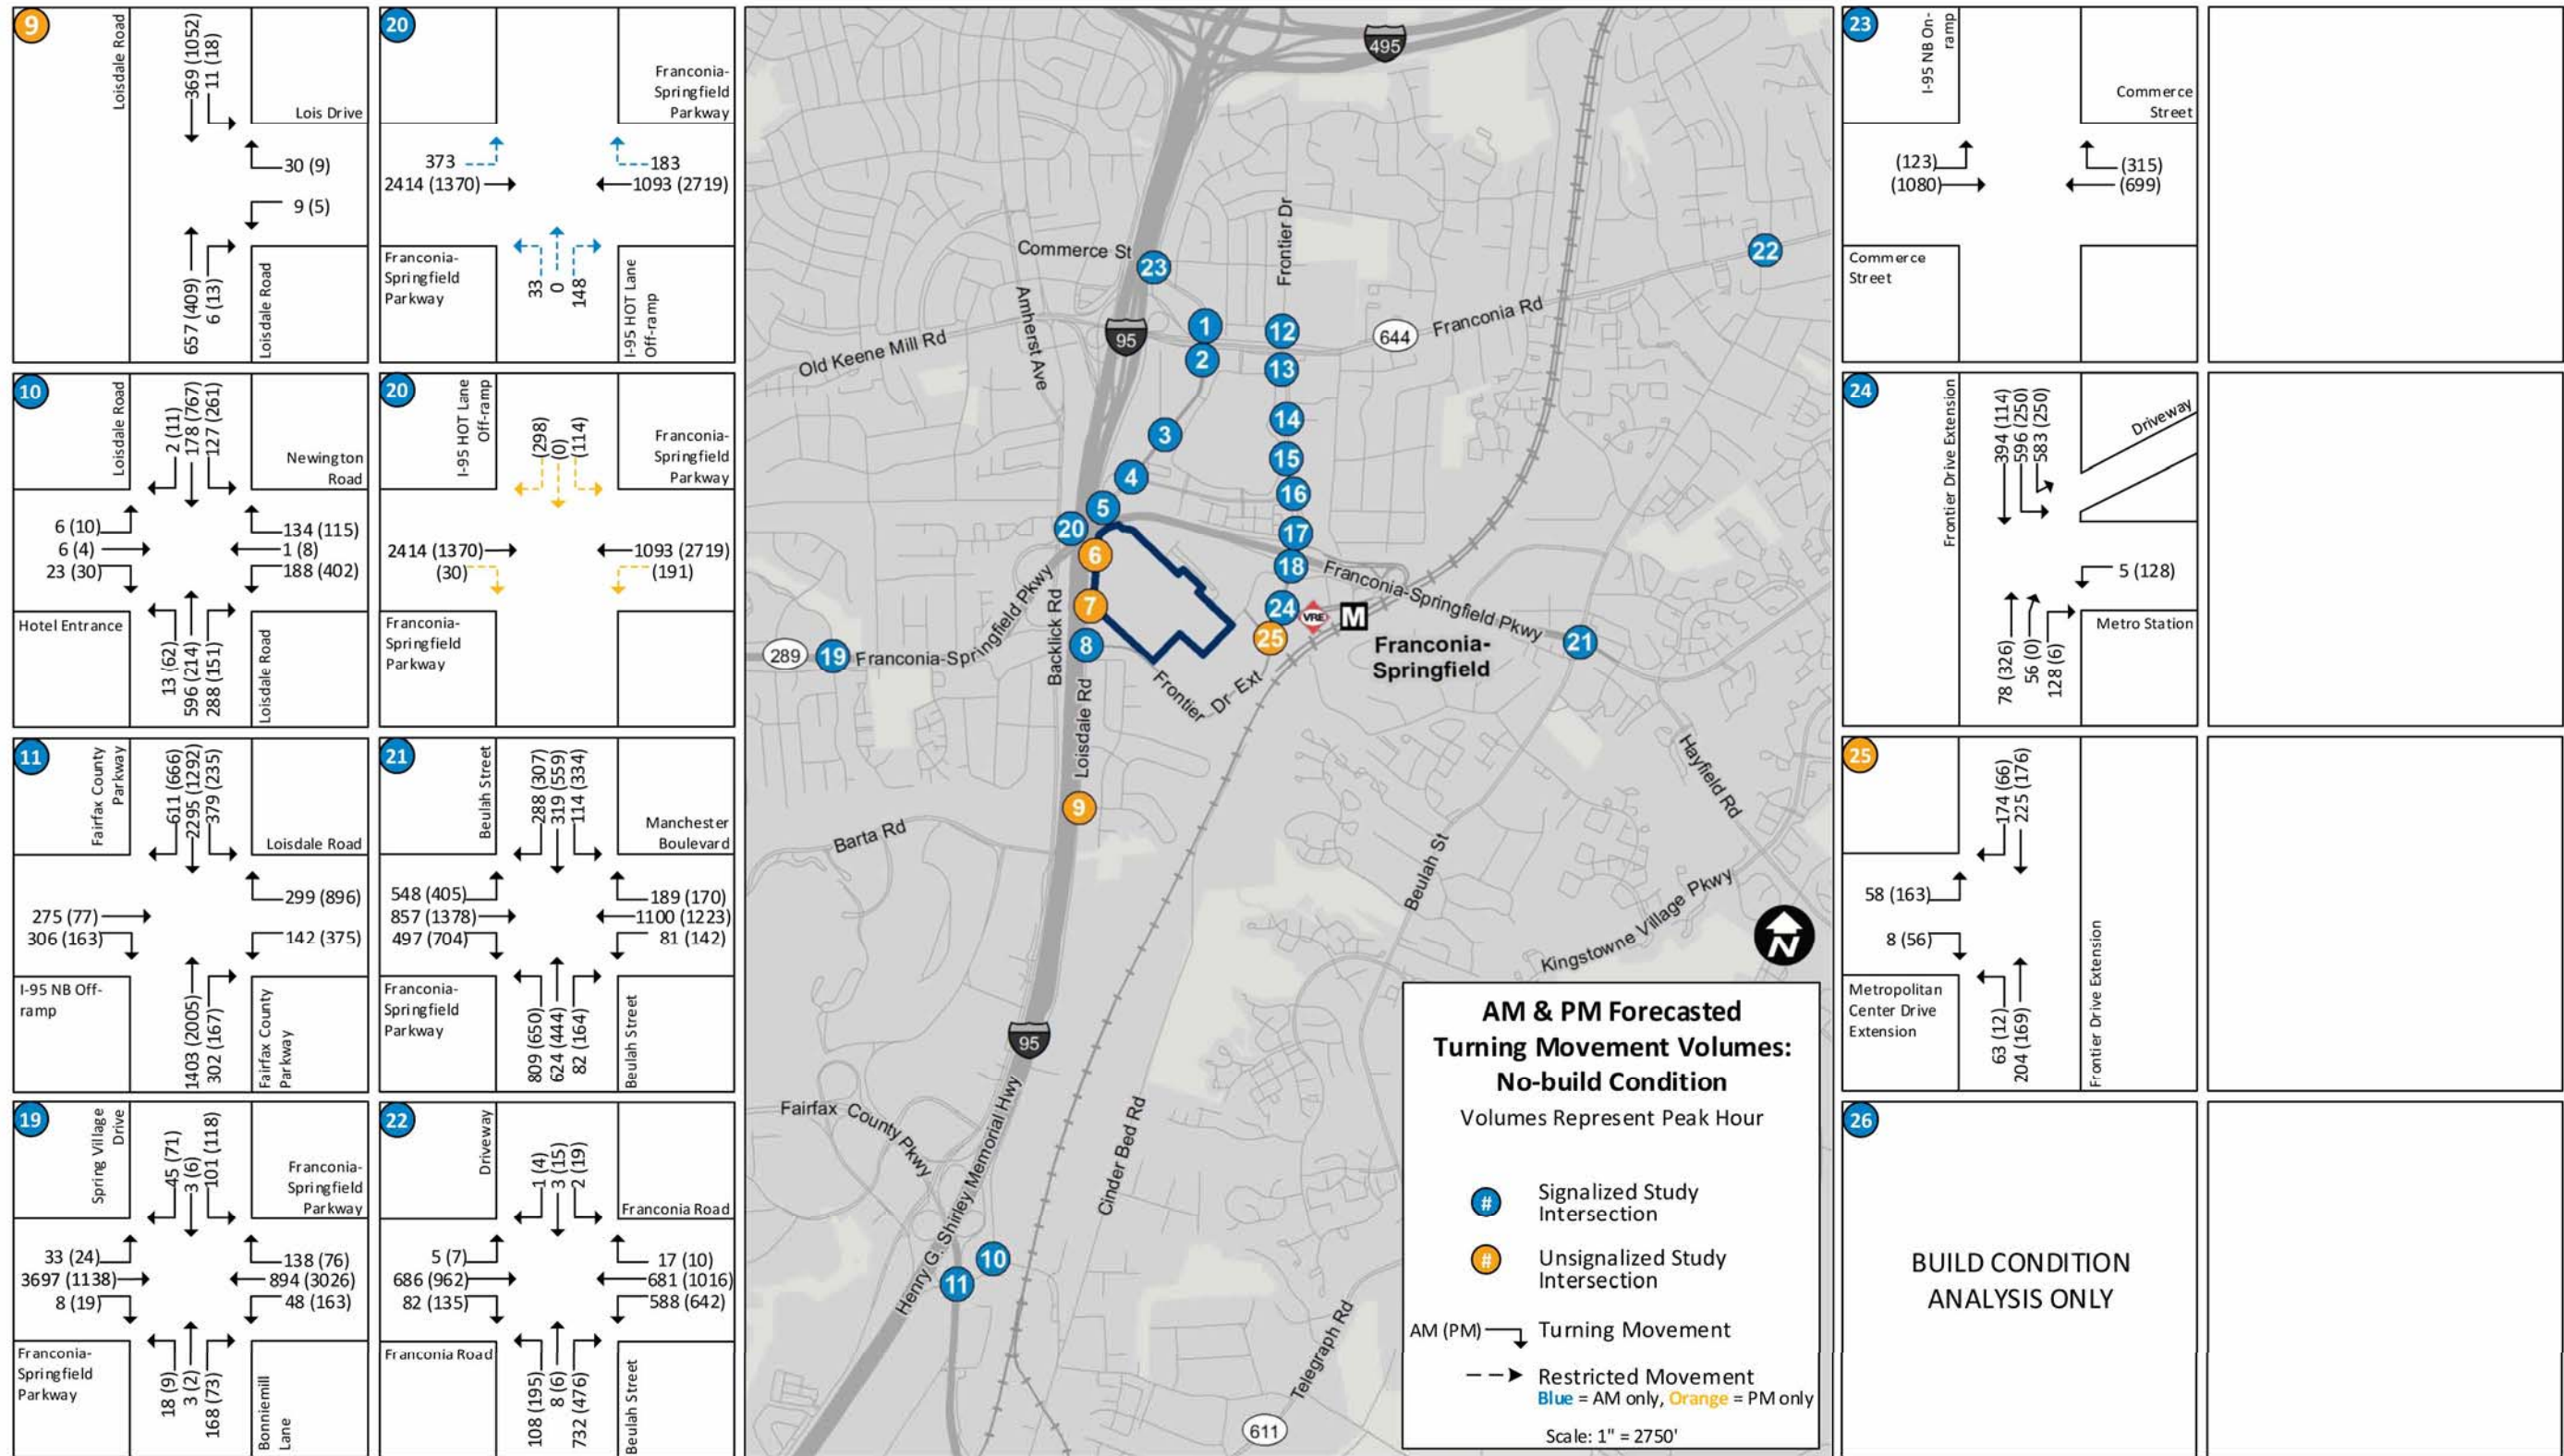 9
Loisdale Road
369 (1052)
11 (18)
Lois Drive
30 (9)
9 (5)
657 (409)
6 (13)
Loisdale Road
20
Franconia-
Springfield
Parkway
373
183
2414 (1370)
1093 (2719)
Franconia-
Springfield
Parkway
33
0
148
I-95 HOT Lane
Off-ramp
10
Loisdale Road
2 (11)
178 (767)
127 (261)
Newington
Road
6 (10)
6 (4)
23 (30)
134 (115)
1 (8)
188 (402)
Hotel Entrance
13 (62)
596 (214)
288 (151)
Loisdale Road
20
I-95 HOT Lane
Off-ramp
(298)
(0)
(114)
Franconia-
Springfield
Parkway
2414 (1370)
(30)
1093 (2719)
(191)
Franconia-
Springfield
Parkway
11
Fairfax County
Parkway
611 (666)
2295 (1292)
379 (235)
Loisdale Road
299 (896)
275 (77)
306 (163)
142 (375)
I-95 NB Off-
ramp
1403 (2005)
302 (167)
Fairfax County
Parkway
21
Beulah Street
288 (307)
319 (559)
114 (334)
Manchester
Boulevard
548 (405)
857 (1378)
497 (704)
189 (170)
1100 (1223)
81 (142)
Franconia-
Springfield
Parkway
809 (650)
624 (444)
82 (164)
Beulah Street
19
Spring Village
Drive
45 (71)
3 (6)
101 (118)
Franconia-
Springfield
Parkway
33 (24)
3697 (1138)
8 (19)
138 (76)
894 (3026)
48 (163)
Franconia-
Springfield
Parkway
18 (9)
3 (2)
168 (73)
Bonniemill
Lane
22
Driveway
1 (4)
3 (15)
2 (19)
Franconia Road
5 (7)
686 (962)
82 (135)
17 (10)
681 (1016)
588 (642)
Franconia Road
108 (195)
8 (6)
732 (476)
Beulah Street
495
Commerce St
23
Frontier Dr
22
Amherst Ave
95
1
2
12
13
644
Franconia Rd
Old Keene Mill Rd
3
14
4
15
16
5
20
17
6
18
Franconia-Springfield Pkwy
7
24
VRE
M
25
Franconia-
Springfield
21
8
289
19
Franconia-Springfield Pkwy
Backlick Rd
Frontier Dr Ext
Loisdale Rd
Hayfield Rd
9
Barta Rd
Beulah St
Kingstowne Village Pkwy
N
95
Fairfax County Pkwy
Henry G. Shirley Memorial Hwy
Cinder Bed Rd
10
11
Telegraph Rd
611
AM & PM Forecasted
Turning Movement Volumes:
No-build Condition
Volumes Represent Peak Hour
# Signalized Study
Intersection
# Unsignalized Study
Intersection
AM (PM) Turning Movement
Restricted Movement
Blue = AM only, Orange = PM only
Scale: 1" = 2750'
23
I-95 NB On-
ramp
Commerce
Street
(123)
(1080)
(315)
(699)
Commerce
Street
24
Frontier Drive Extension
394 (114)
596 (250)
583 (250)
Driveway
5 (128)
Metro Station
78 (326)
56 (0)
128 (6)
25
174 (66)
225 (176)
58 (163)
8 (56)
Metropolitan
Center Drive
Extension
63 (12)
204 (169)
Frontier Drive Extension
26
BUILD CONDITION
ANALYSIS ONLY